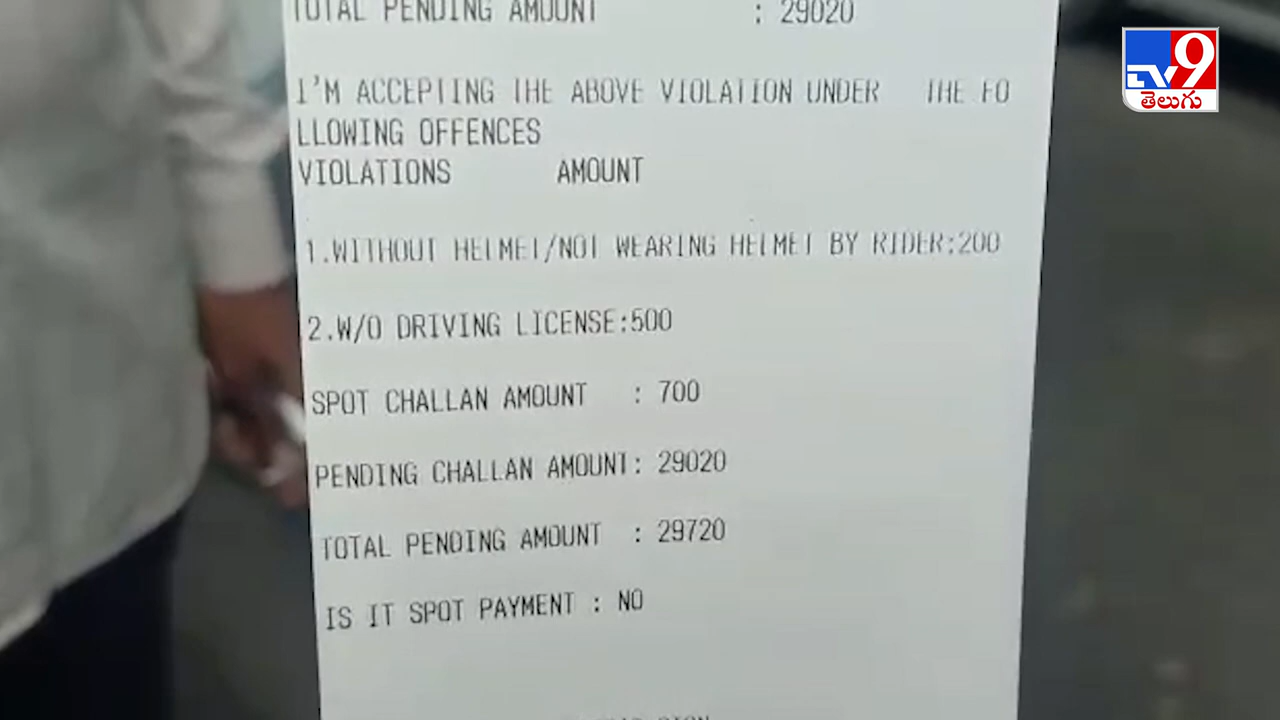 TOTAL PENDING AMOUNT : 29020
TV9
తెలుగు
I'M ACCEPTING THE ABOVE VIOLATION UNDER THE FO
LLOWING OFFENCES
VIOLATIONS AMOUNT
1.WITHOUT HELMET/NOT WEARING HELMET BY RIDER:200
2.W/O DRIVING LICENSE:500
SPOT CHALLAN AMOUNT : 700
PENDING CHALLAN AMOUNT: 29020
TOTAL PENDING AMOUNT : 29720
IS IT SPOT PAYMENT : NO